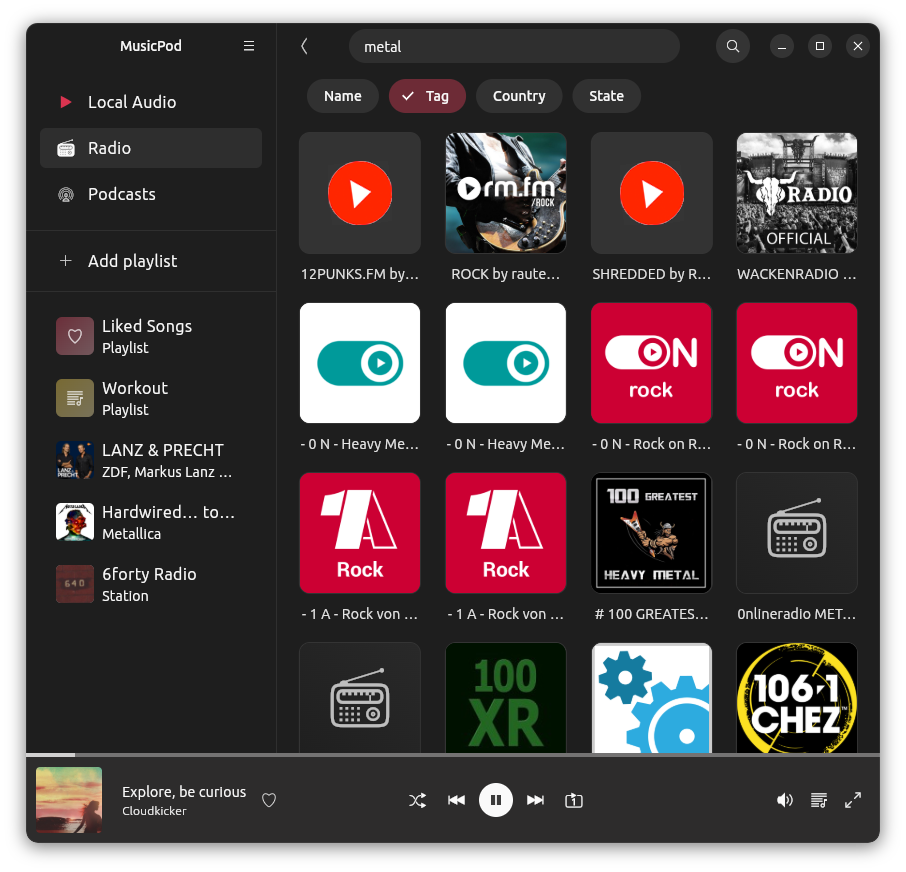 MusicPod
metal
Local Audio
Radio
Podcasts
Add playlist
Liked Songs
Playlist
Workout
Playlist
LANZ & PRECHT
ZDF, Markus Lanz ...
Hardwired... to...
Metallica
6forty Radio
Station
Name
Tag
Country
State
rm.fm
/ROCK
RADIO
OFFICIAL
12PUNKS.FM by...
ROCK by raute...
SHREDDED by R...
WACKENRADIO ...
ON
rock
ON
rock
- 0 N - Heavy Me...
- 0 N - Heavy Me...
- 0 N - Rock on R...
- 0 N - Rock on R...
1A
Rock
1A
Rock
100 GREATEST
HEAVY METAL
- 1 A - Rock von ...
- 1 A - Rock von ...
# 100 GREATES...
0nlineradio MET...
100
XR
106·1
CHEZ
Explore, be curious
Cloudkicker
LANZ
PRECHT
640